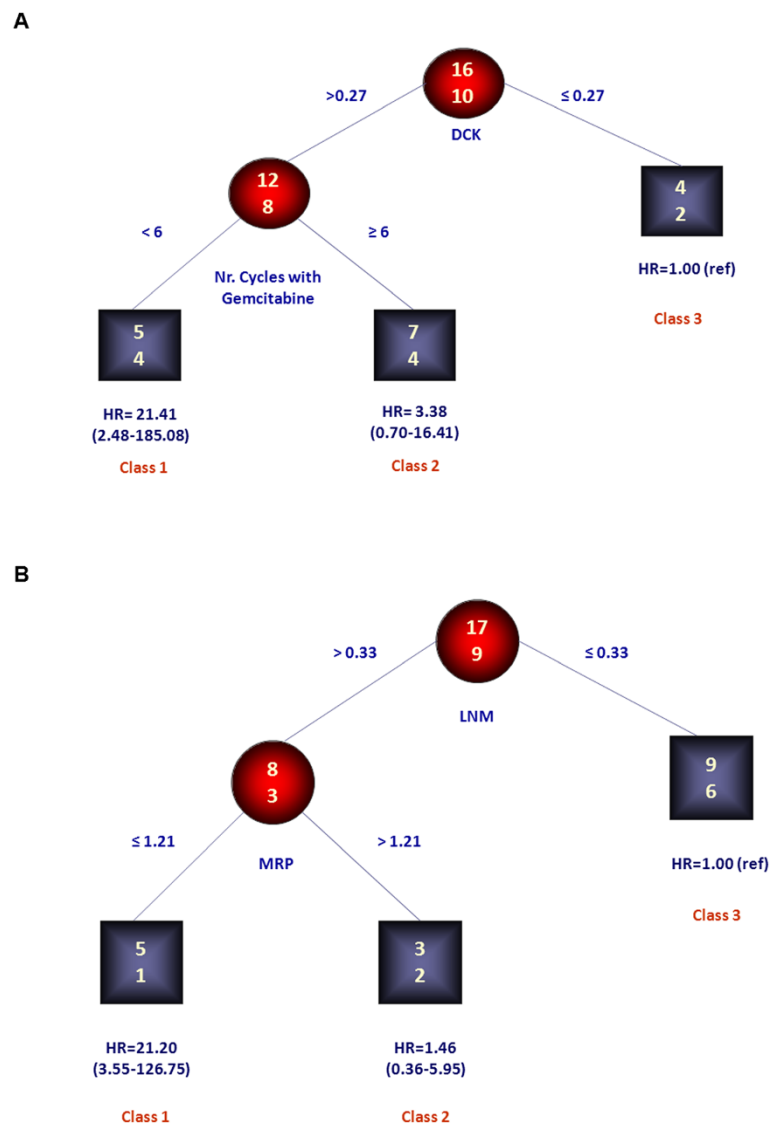 A
16
10
>0.27
≤ 0.27
DCK
12
8
4
2
< 6
≥ 6
HR=1.00 (ref)
Nr. Cycles with
Gemcitabine
Class 3
5
4
7
4
HR= 21.41
(2.48-185.08)
HR= 3.38
(0.70-16.41)
Class 1
Class 2
B
17
9
> 0.33
≤ 0.33
LNM
8
3
9
6
≤ 1.21
> 1.21
MRP
HR=1.00 (ref)
Class 3
5
1
3
2
HR=21.20
(3.55-126.75)
HR=1.46
(0.36-5.95)
Class 1
Class 2